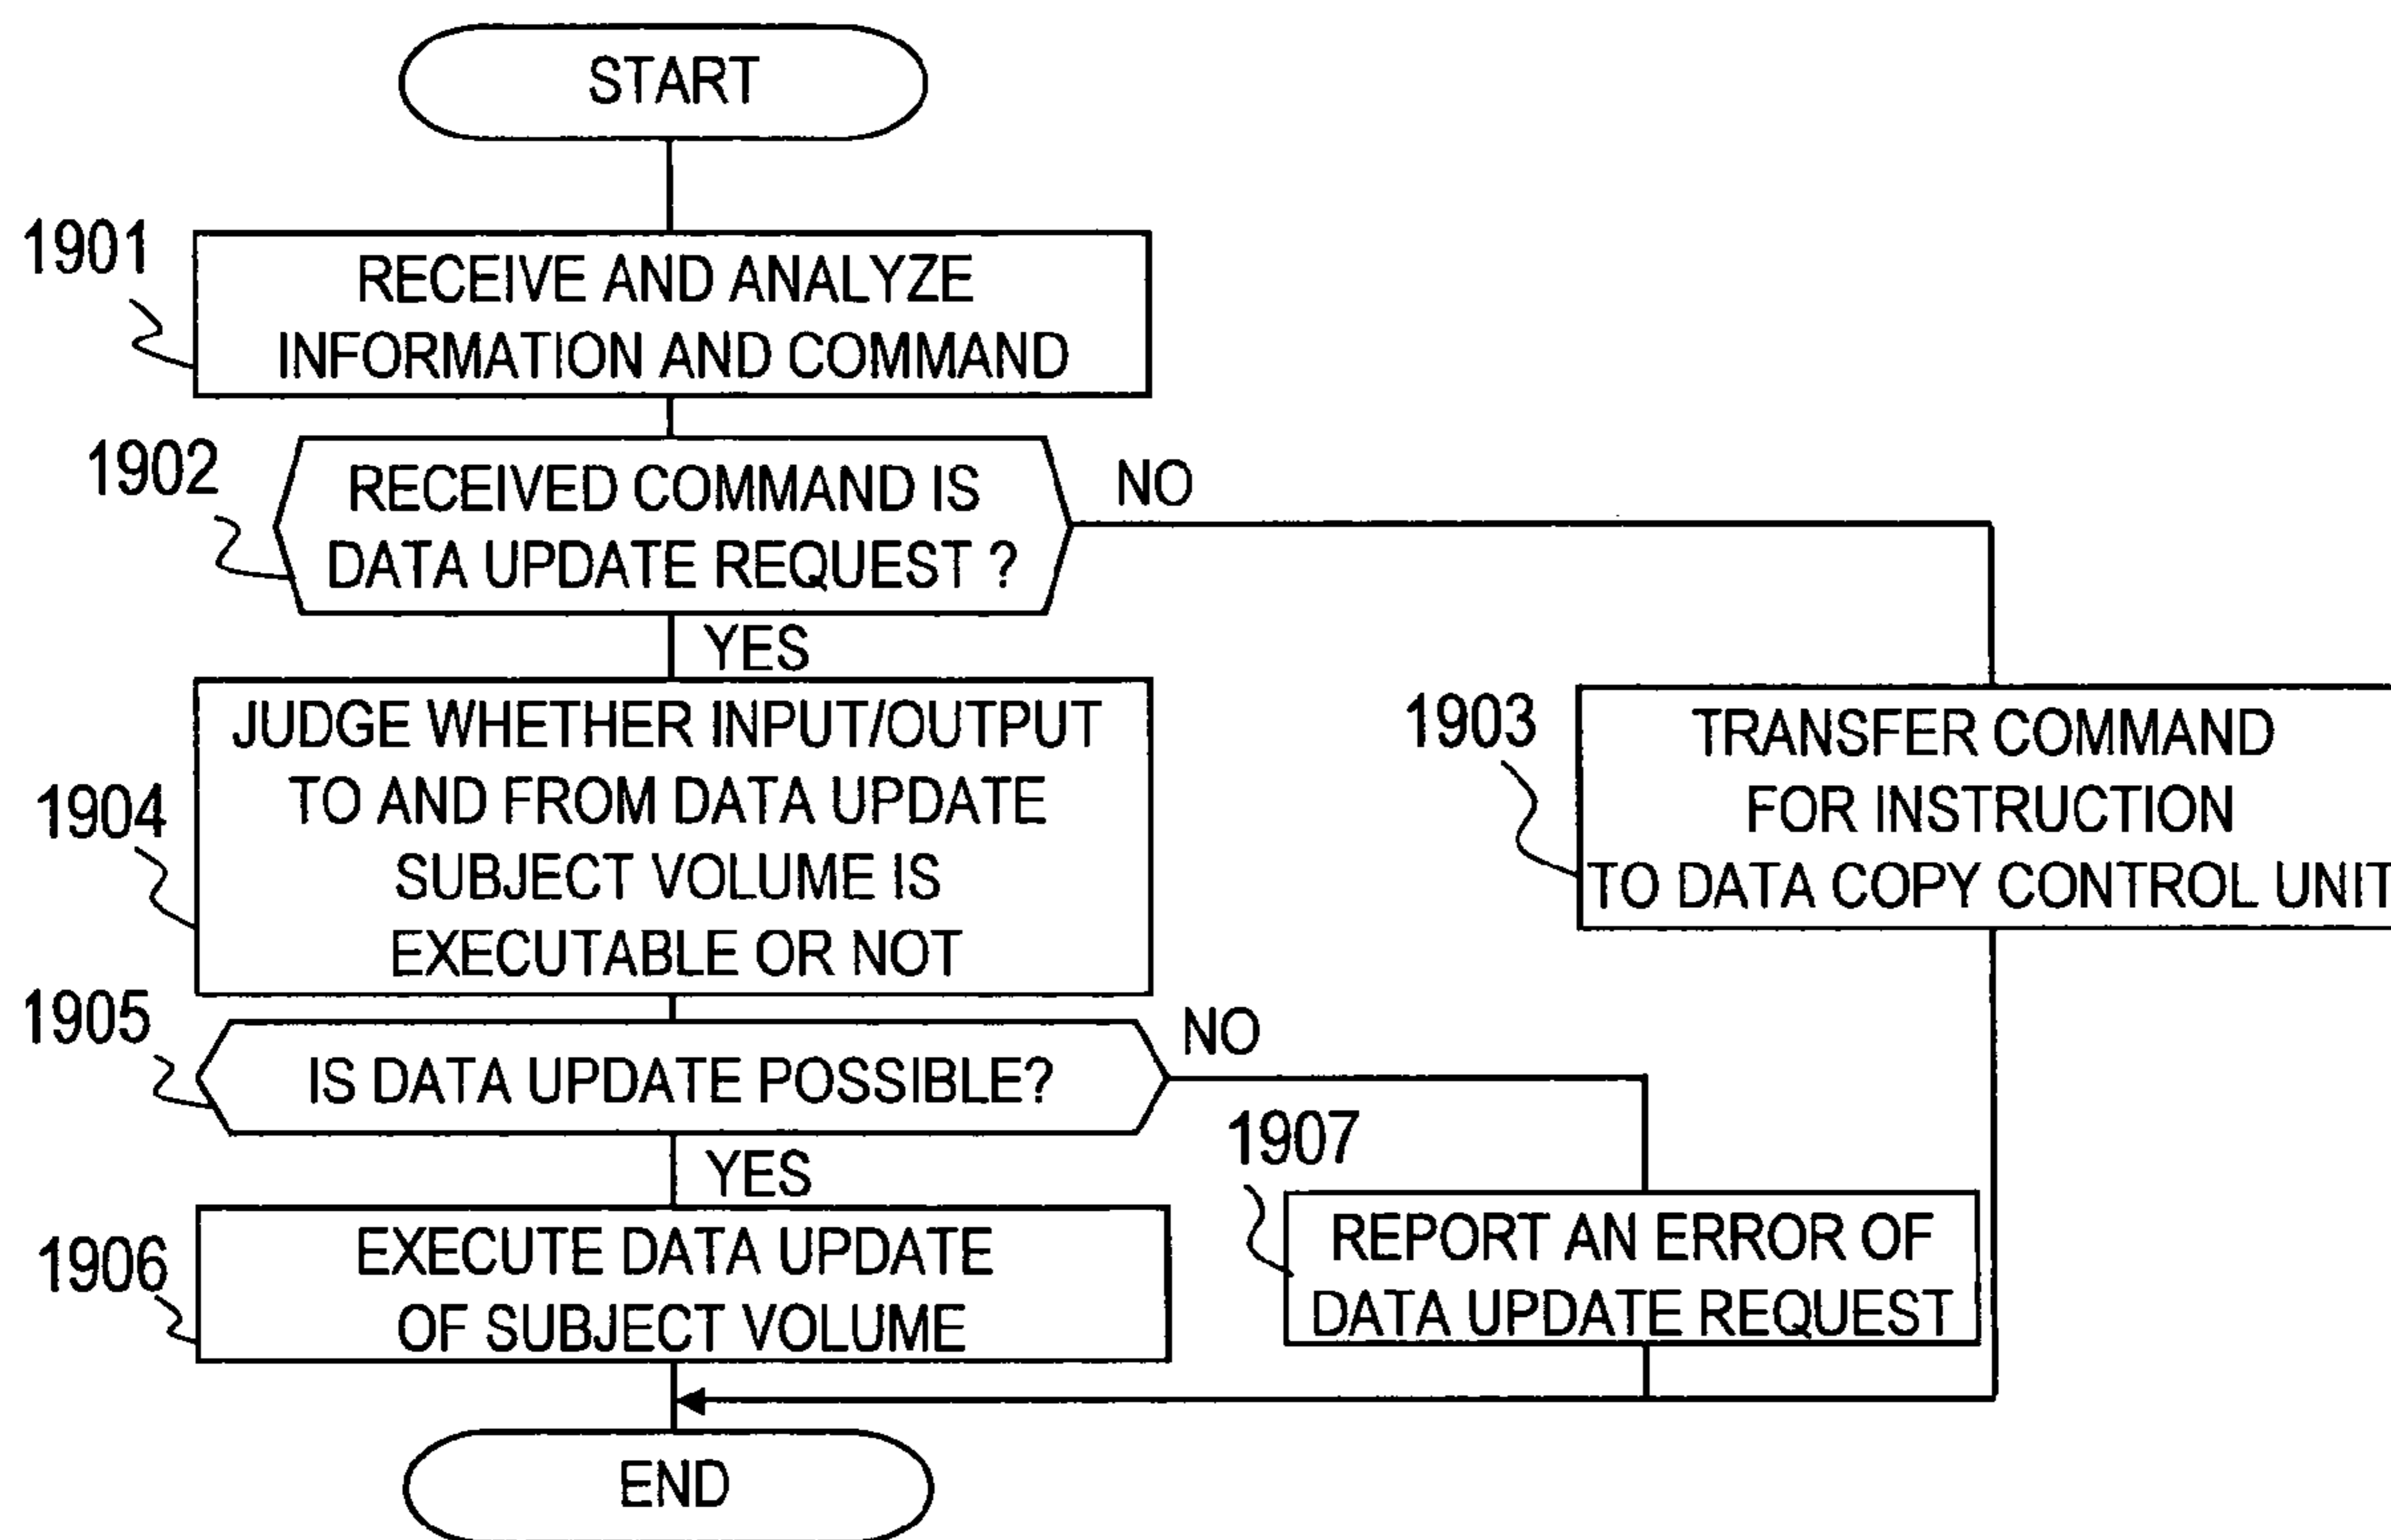 START
1901
RECEIVE AND ANALYZE
INFORMATION AND COMMAND
1902
RECEIVED COMMAND IS
DATA UPDATE REQUEST ?
NO
YES
1904
JUDGE WHETHER INPUT/OUTPUT
TO AND FROM DATA UPDATE
SUBJECT VOLUME IS
EXECUTABLE OR NOT
1903
TRANSFER COMMAND
FOR INSTRUCTION
TO DATA COPY CONTROL UNIT
1905
IS DATA UPDATE POSSIBLE?
NO
YES
1907
REPORT AN ERROR OF
DATA UPDATE REQUEST
1906
EXECUTE DATA UPDATE
OF SUBJECT VOLUME
END